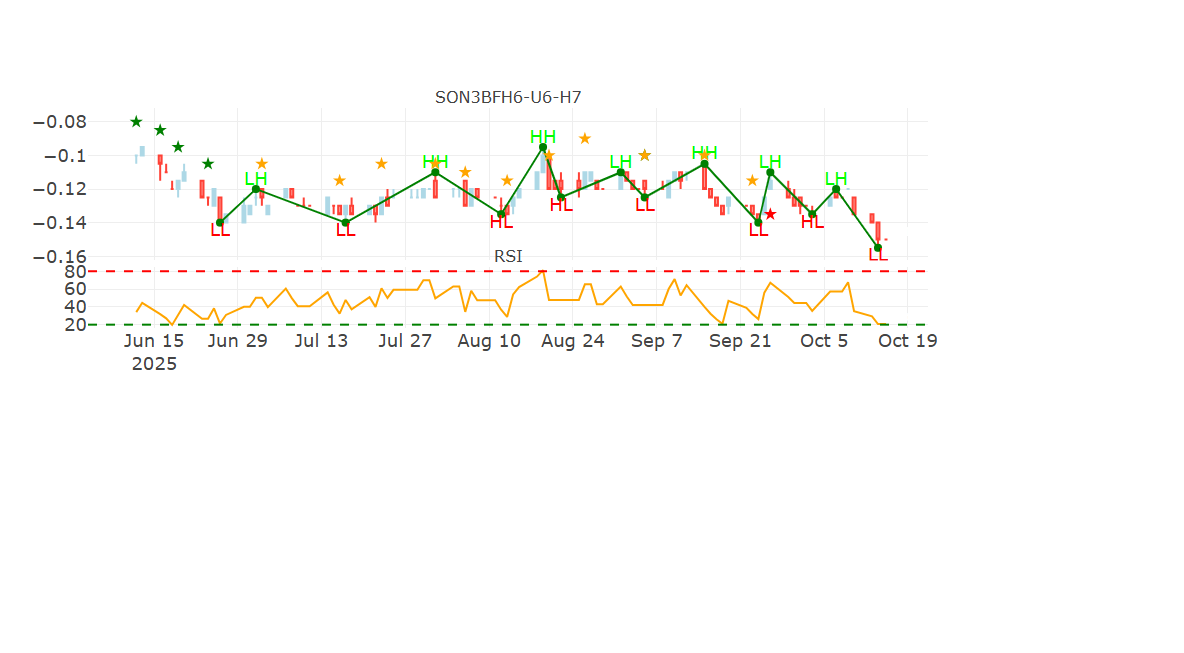 SON3BFH6-U6-H7
−0.08
−0.1
−0.12
−0.14
−0.16
HH
HH
LH
HH
LH
LH
LH
LL
LL
HL
HL
LL
LL
HL
LL
RSI
80
60
40
20
Jun 15
2025
Jun 29
Jul 13
Jul 27
Aug 10
Aug 24
Sep 7
Sep 21
Oct 5
Oct 19